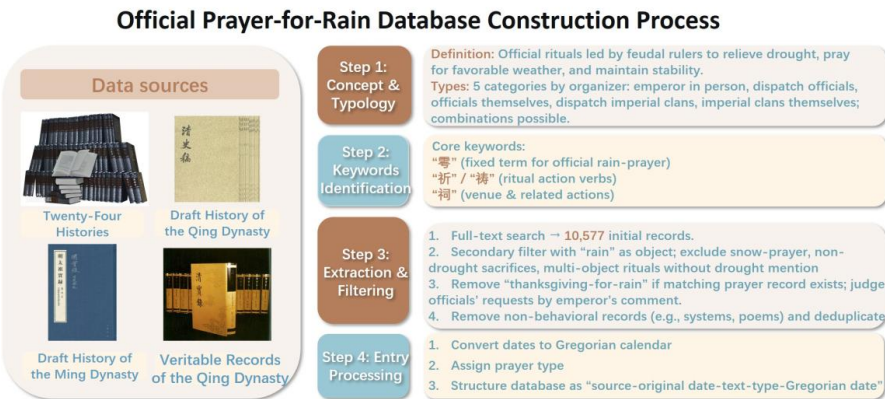 Official Prayer-for-Rain Database Construction Process
Data sources
清史稿
Twenty-Four
Histories
Draft History of
the Qing Dynasty
清實錄
Draft History of
the Ming Dynasty
Veritable Records
of the Qing Dynasty
Step 1:
Concept &
Typology
Definition: Official rituals led by feudal rulers to relieve drought, pray
for favorable weather, and maintain stability.
Types: 5 categories by organizer: emperor in person, dispatch officials,
officials themselves, dispatch imperial clans, imperial clans themselves;
combinations possible.
Step 2:
Keywords
Identification
Core keywords:
“雩” (fixed term for official rain-prayer)
“祈” / “祷” (ritual action verbs)
“祠” (venue & related actions)
Step 3:
Extraction &
Filtering
1. Full-text search → 10,577 initial records.
2. Secondary filter with “rain” as object; exclude snow-prayer, non-
drought sacrifices, multi-object rituals without drought mention
3. Remove “thanksgiving-for-rain” if matching prayer record exists; judge
officials’ requests by emperor’s comment.
4. Remove non-behavioral records (e.g., systems, poems) and deduplicate
Step 4: Entry
Processing
1. Convert dates to Gregorian calendar
2. Assign prayer type
3. Structure database as “source-original date-text-type-Gregorian date”